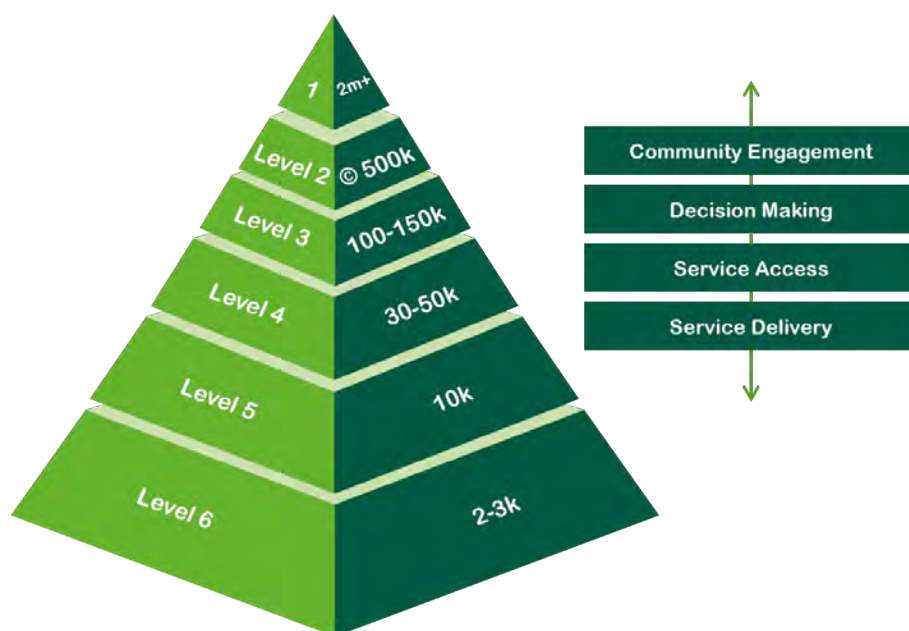 1 2m+
Level 2 © 500k
Level 3 100-150k
Level 4 30-50k
Level 5 10k
Level 6 2-3k
Community Engagement
Decision Making
Service Access
Service Delivery